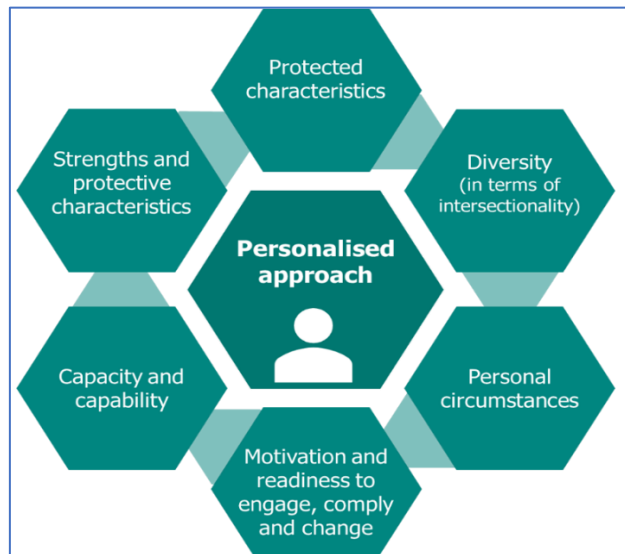 Protected
characteristics
Strengths and
protective
characteristics
Diversity
(in terms of
intersectionality)
Personalised
approach
Capacity and
capability
Personal
circumstances
Motivation and
readiness to
engage, comply
and change